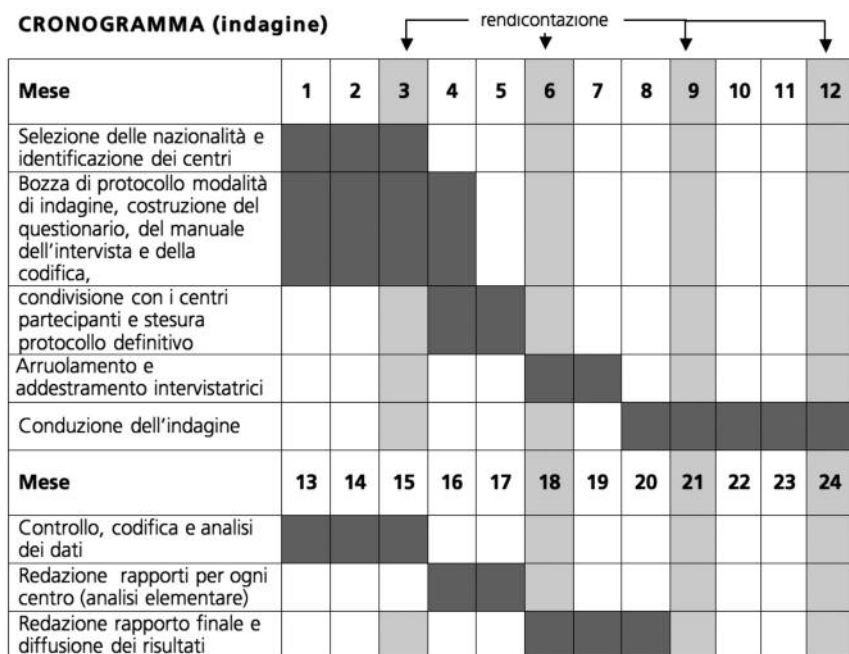 CRONOGRAMMA (indagine)
rendicontazione
Mese 1 2 3 4 5 6 7 8 9 10 11 12
Selezione delle nazionalità e
identificazione dei centri
Bozza di protocollo modalità
di indagine, costruzione del
questionario, del manuale
dell'intervista e della
codifica,
condivisione con i centri
partecipanti e stesura
protocollo definitivo
Arruolamento e
addestramento intervistatrici
Conduzione dell'indagine
Mese 13 14 15 16 17 18 19 20 21 22 23 24
Controllo, codifica e analisi
dei dati
Redazione rapporti per ogni
centro (analisi elementare)
Redazione rapporto finale e
diffusione dei risultati